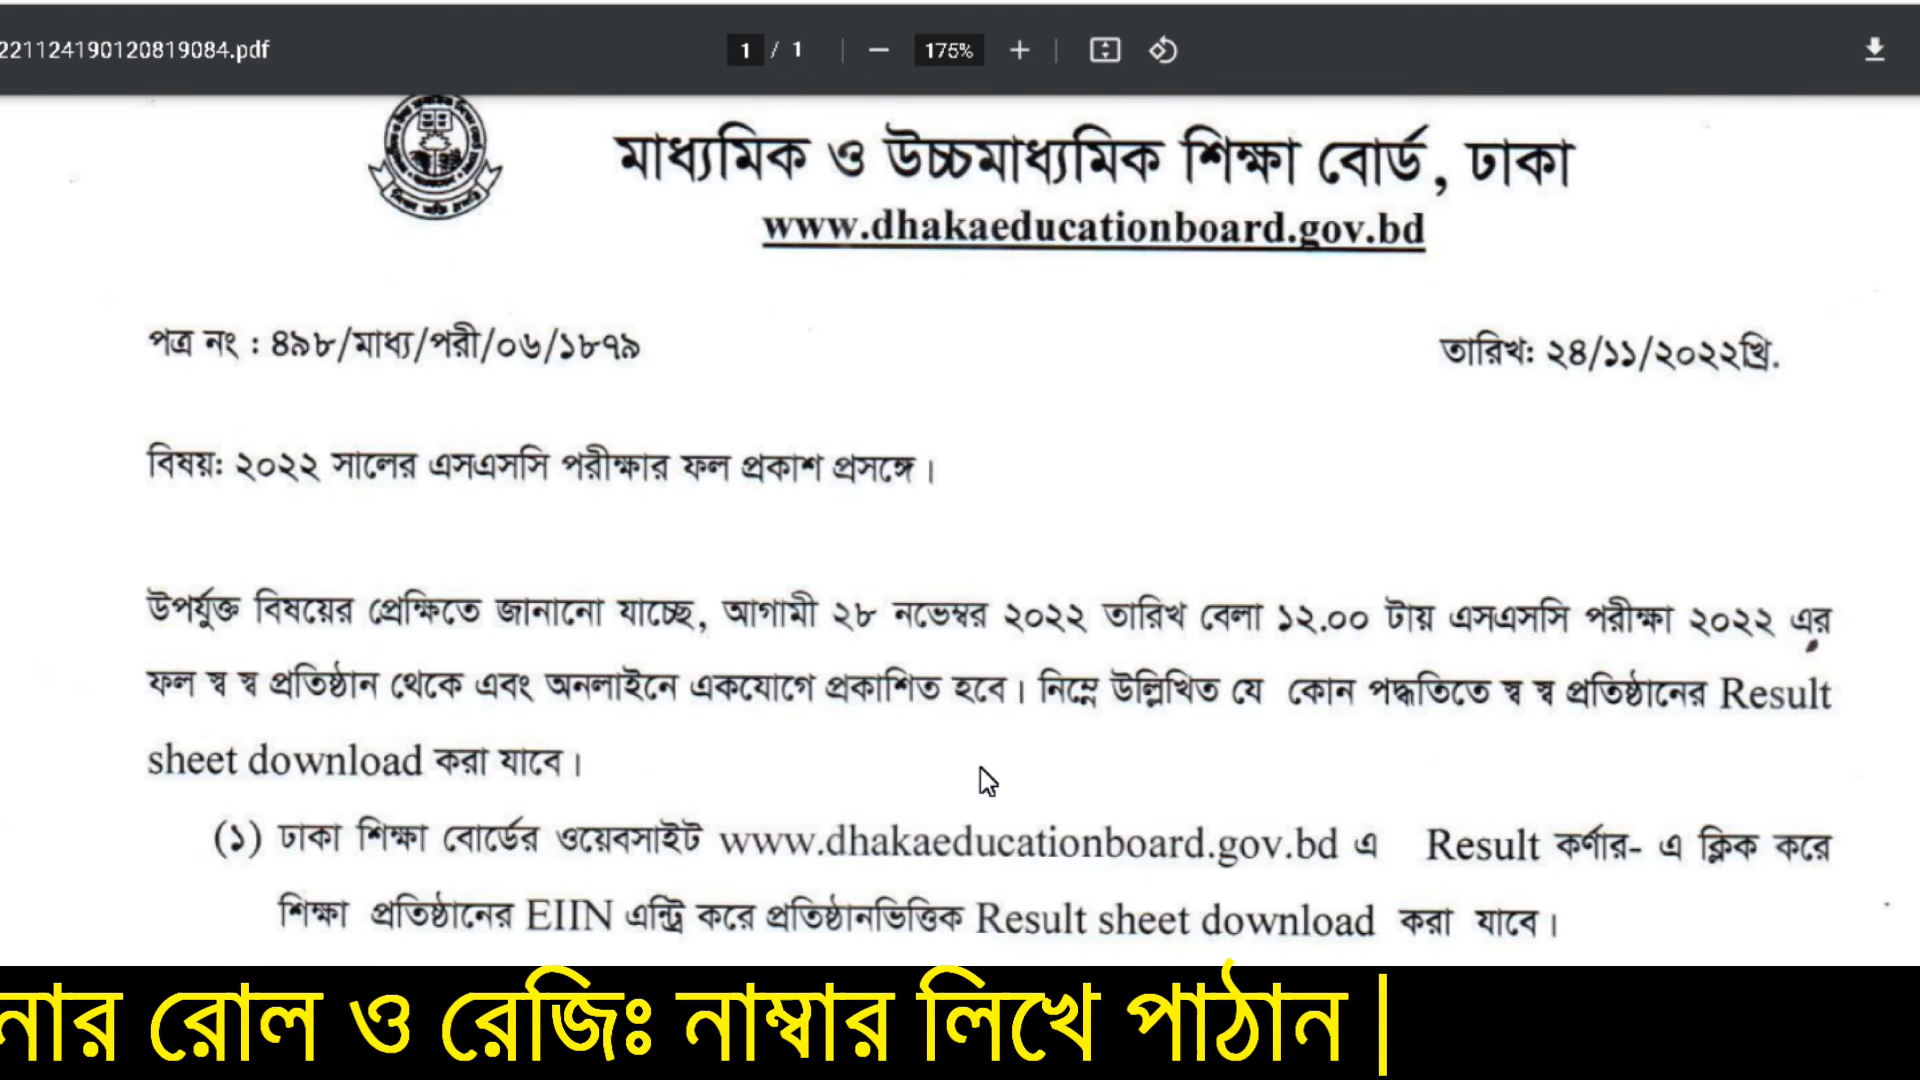 221124190120819084.pdf
1 / 1
175%
মাধ্যমিক ও উচ্চমাধ্যমিক শিক্ষা বোর্ড, ঢাকা
www.dhakaeducationboard.gov.bd
পত্র নং : ৪৯৮/মাধ্য/পরী/০৬/১৮৭৯
তারিখ: ২৪/১১/২০২২খ্রি.
বিষয়: ২০২২ সালের এসএসসি পরীক্ষার ফল প্রকাশ প্রসঙ্গে।
উপর্যুক্ত বিষয়ের প্রেক্ষিতে জানানো যাচ্ছে, আগামী ২৮ নভেম্বর ২০২২ তারিখ বেলা ১২.০০ টায় এসএসসি পরীক্ষা ২০২২ এর
ফল স্ব স্ব প্রতিষ্ঠান থেকে এবং অনলাইনে একযোগে প্রকাশিত হবে। নিম্নে উল্লিখিত যে কোন পদ্ধতিতে স্ব স্ব প্রতিষ্ঠানের Result
sheet download করা যাবে।
(১) ঢাকা শিক্ষা বোর্ডের ওয়েবসাইট www.dhakaeducationboard.gov.bd এ Result কর্ণার- এ ক্লিক করে
শিক্ষা প্রতিষ্ঠানের EIIN এন্ট্রি করে প্রতিষ্ঠানভিত্তিক Result sheet download করা যাবে।
নার রোল ও রেজিঃ নাম্বার লিখে পাঠান |